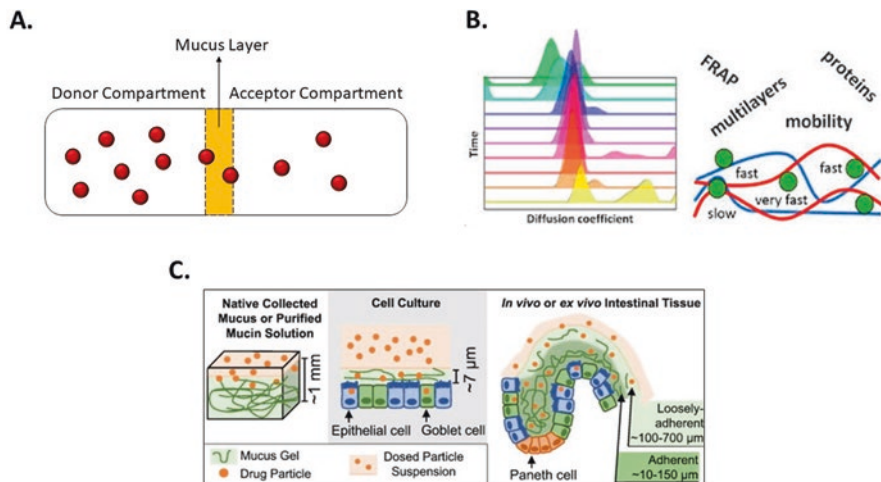 A.
Mucus Layer
Donor Compartment
Acceptor Compartment
B.
Time
Diffusion coefficient
FRAP
multilayers
proteins
mobility
fast
slow
very fast
fast
C.
Native Collected
Mucus or Purified
Mucin Solution
~1 mm
Cell Culture
~7 µm
Epithelial cell
Goblet cell
In vivo or ex vivo Intestinal Tissue
Loosely-
adherent
~100-700 µm
Adherent
~10-150 µm
Paneth cell
Mucus Gel
Drug Particle
Dosed Particle
Suspension